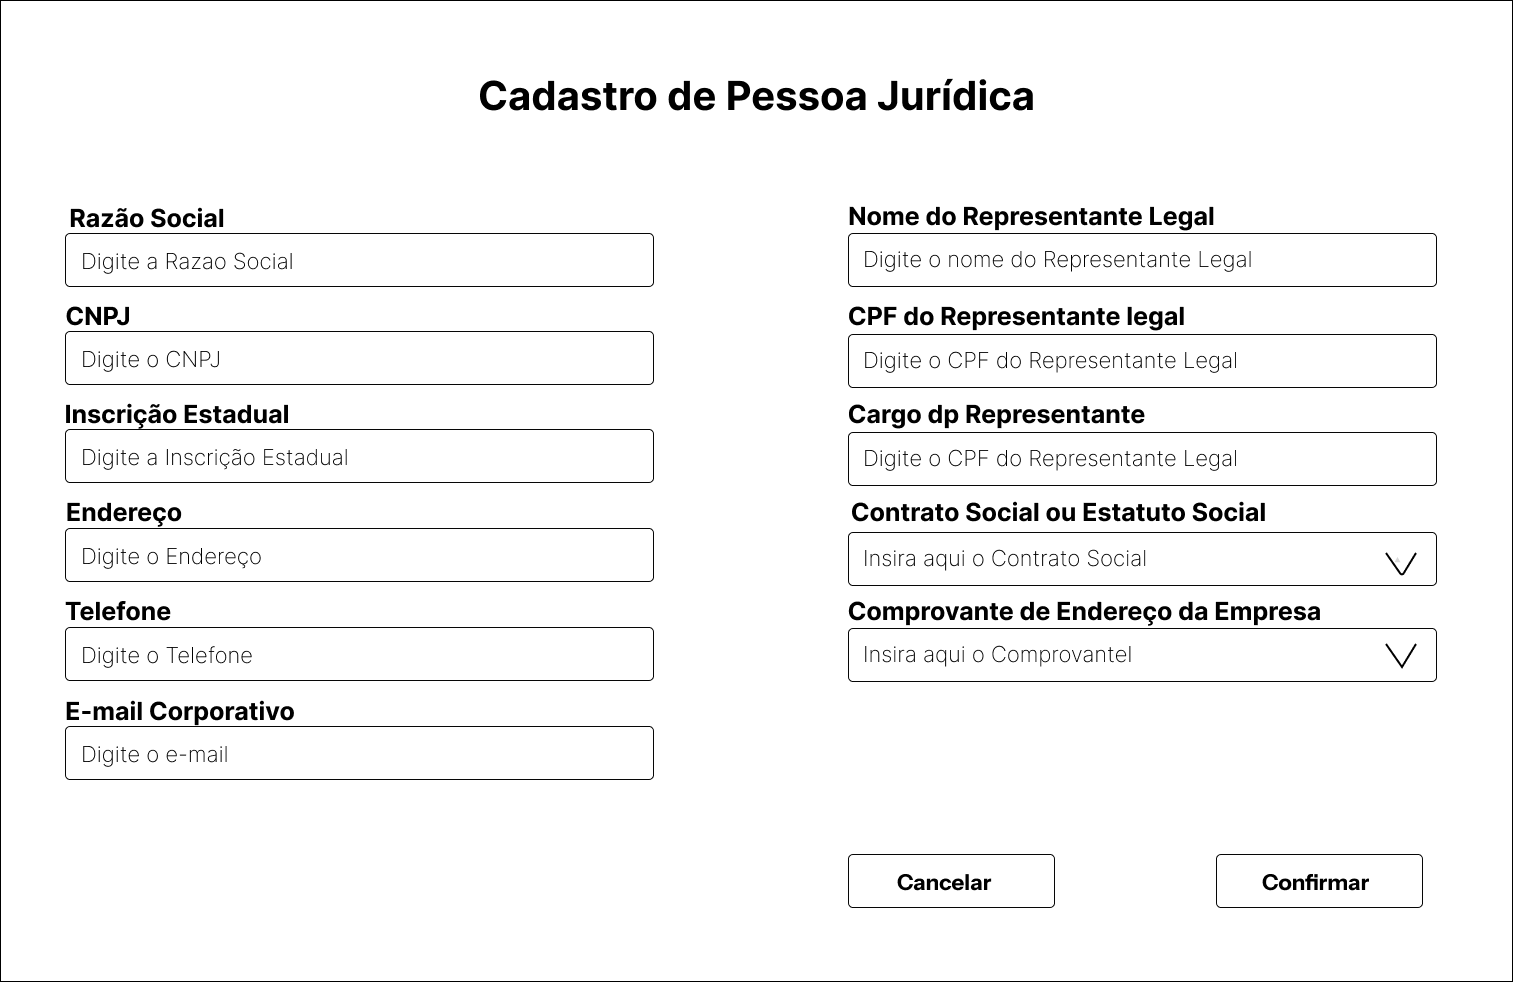 Cadastro de Pessoa Jurídica
Razão Social
Digite a Razao Social
CNPJ
Digite o CNPJ
Inscrição Estadual
Digite a Inscrição Estadual
Endereço
Digite o Endereço
Telefone
Digite o Telefone
E-mail Corporativo
Digite o e-mail
Nome do Representante Legal
Digite o nome do Representante Legal
CPF do Representante legal
Digite o CPF do Representante Legal
Cargo dp Representante
Digite o CPF do Representante Legal
Contrato Social ou Estatuto Social
Insira aqui o Contrato Social
Comprovante de Endereço da Empresa
Insira aqui o Comprovantel
Cancelar
Confirmar